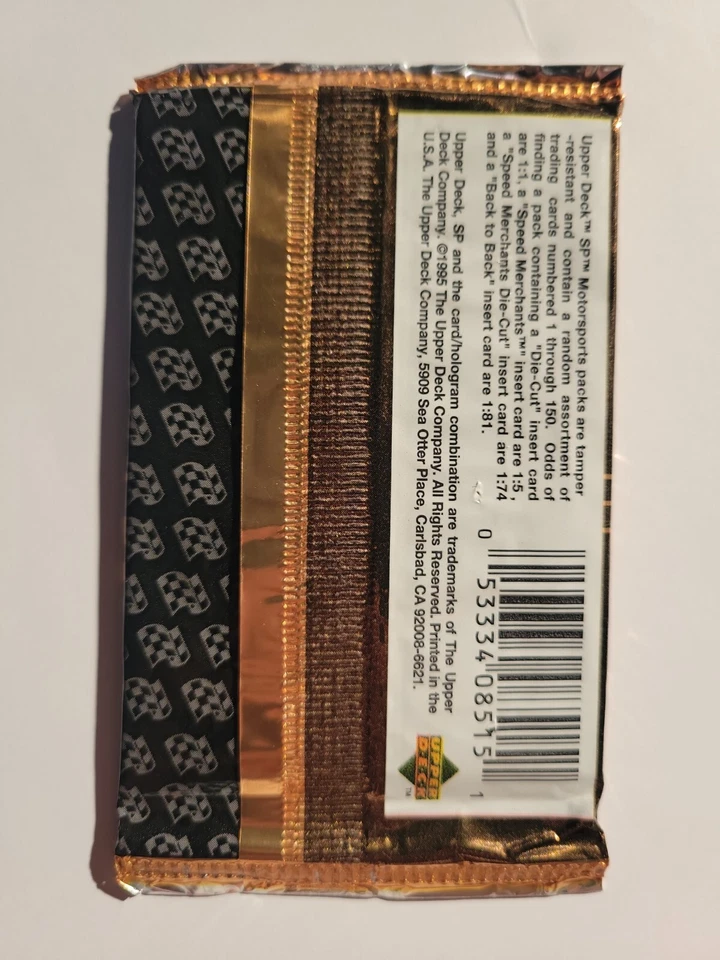 Upper Deck™ SP™ Motorsports packs are tamper
-resistant and contain a random assortment of
trading cards numbered 1 through 150. Odds of
finding a pack containing a "Die-Cut" insert card
are 1:1, a "Speed Merchants™" insert card are 1:5,
a "Speed Merchants Die-Cut" insert card are 1:74
and a "Back to Back" insert card are 1:81.
0 53334 08515 1
Upper Deck, SP and the card/hologram combination are trademarks of The Upper
Deck Company. ©1995 The Upper Deck Company. All Rights Reserved. Printed in the
U.S.A. The Upper Deck Company, 5909 Sea Otter Place, Carlsbad, CA 92008-6621.
UPPER
DECK
™